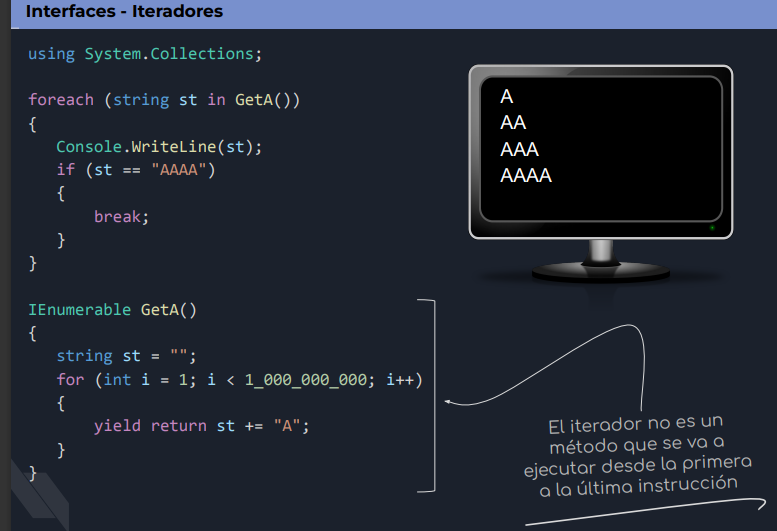 Interfaces - Iteradores
using System.Collections;
foreach (string st in GetA())
{
Console.WriteLine(st);
if (st == "AAAA")
{
break;
}
}
IEnumerable GetA()
{
string st = "";
for (int i = 1; i < 1_000_000_000; i++)
{
yield return st += "A";
}
}
A
AA
AAA
AAAA
El iterador no es un
método que se va a
ejecutar desde la primera
a la última instrucción